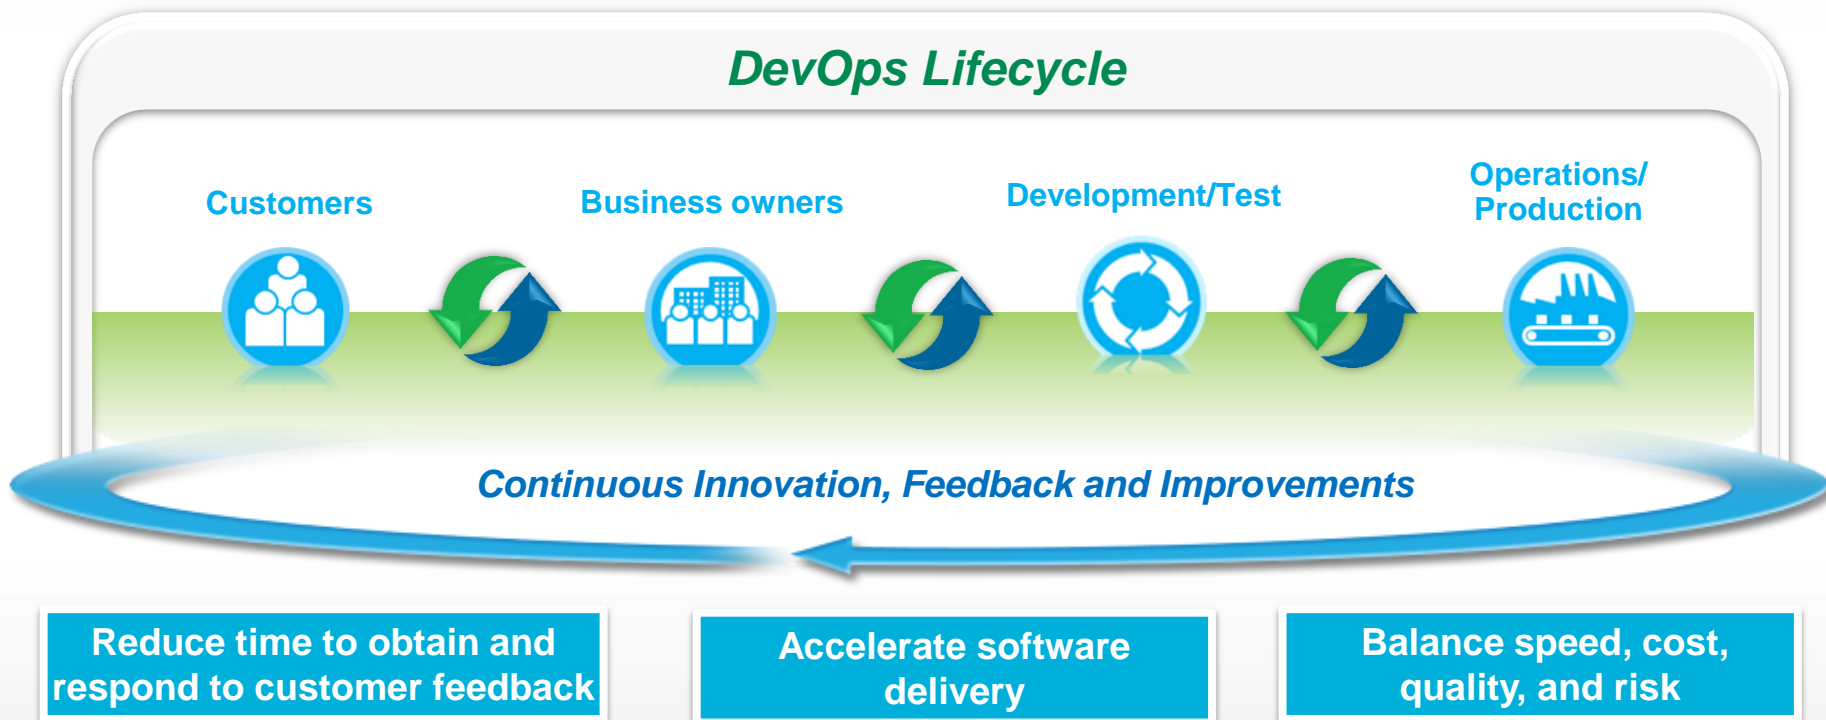 DevOps Lifecycle
Customers
Business owners
Development/Test
Operations/
Production
Continuous Innovation, Feedback and Improvements
Reduce time to obtain and
respond to customer feedback
Accelerate software
delivery
Balance speed, cost,
quality, and risk